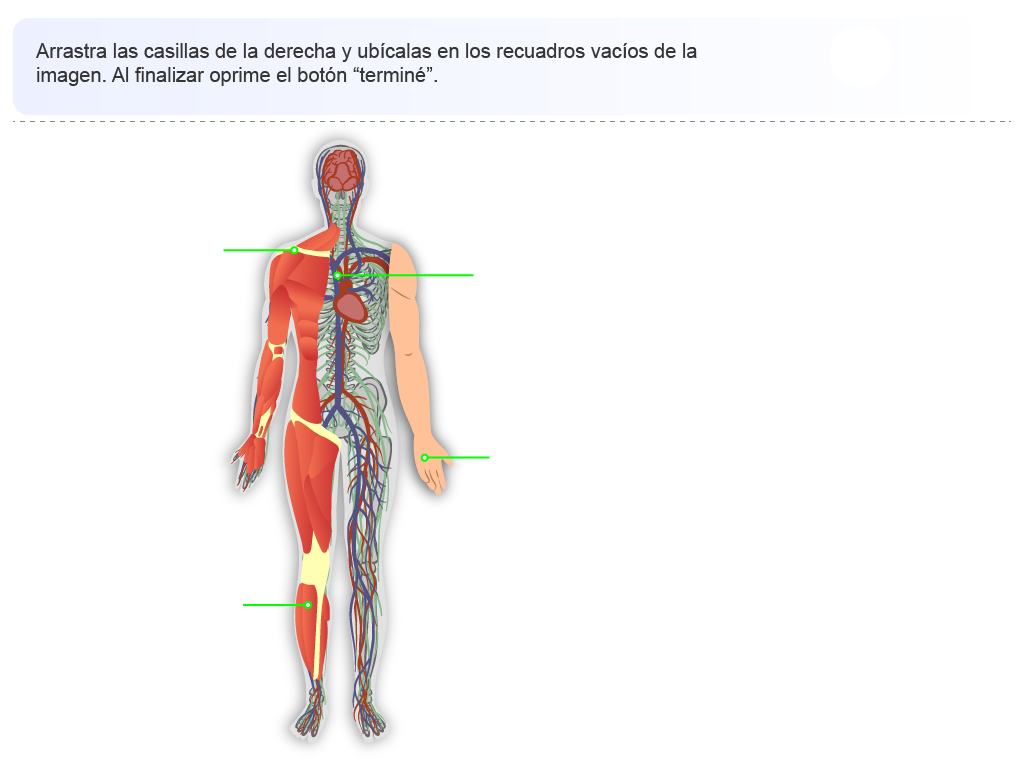 Arrastra las casillas de la derecha y ubícalas en los recuadros vacíos de la
imagen. Al finalizar oprime el botón “terminé”.